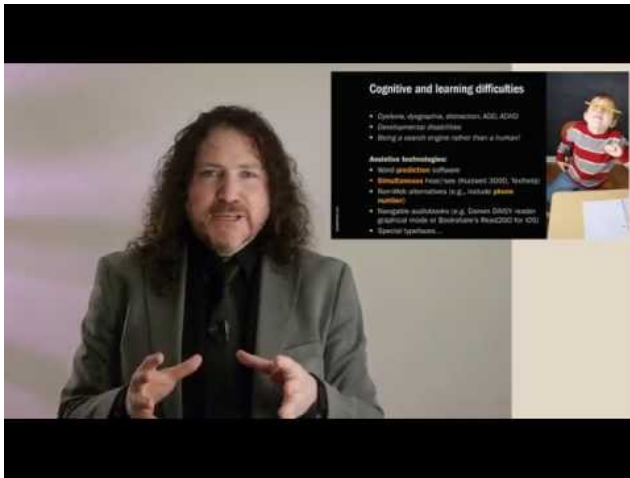 Cognitive and learning difficulties
Dyslexia, dysgraphia, distraction, ADD, ADHD
Developmental disabilities
Being a search engine rather than a human!
Assistive technologies:
Word prediction software
Simultaneous hear/see (Kurzweil 3000, Texthelp)
Non-Web alternatives (e.g., include phone
number)
Navigable audiobooks (e.g. Dolphin DAISY reader
graphical mode or Bookshare's Read2GO for iOS)
Special typefaces...